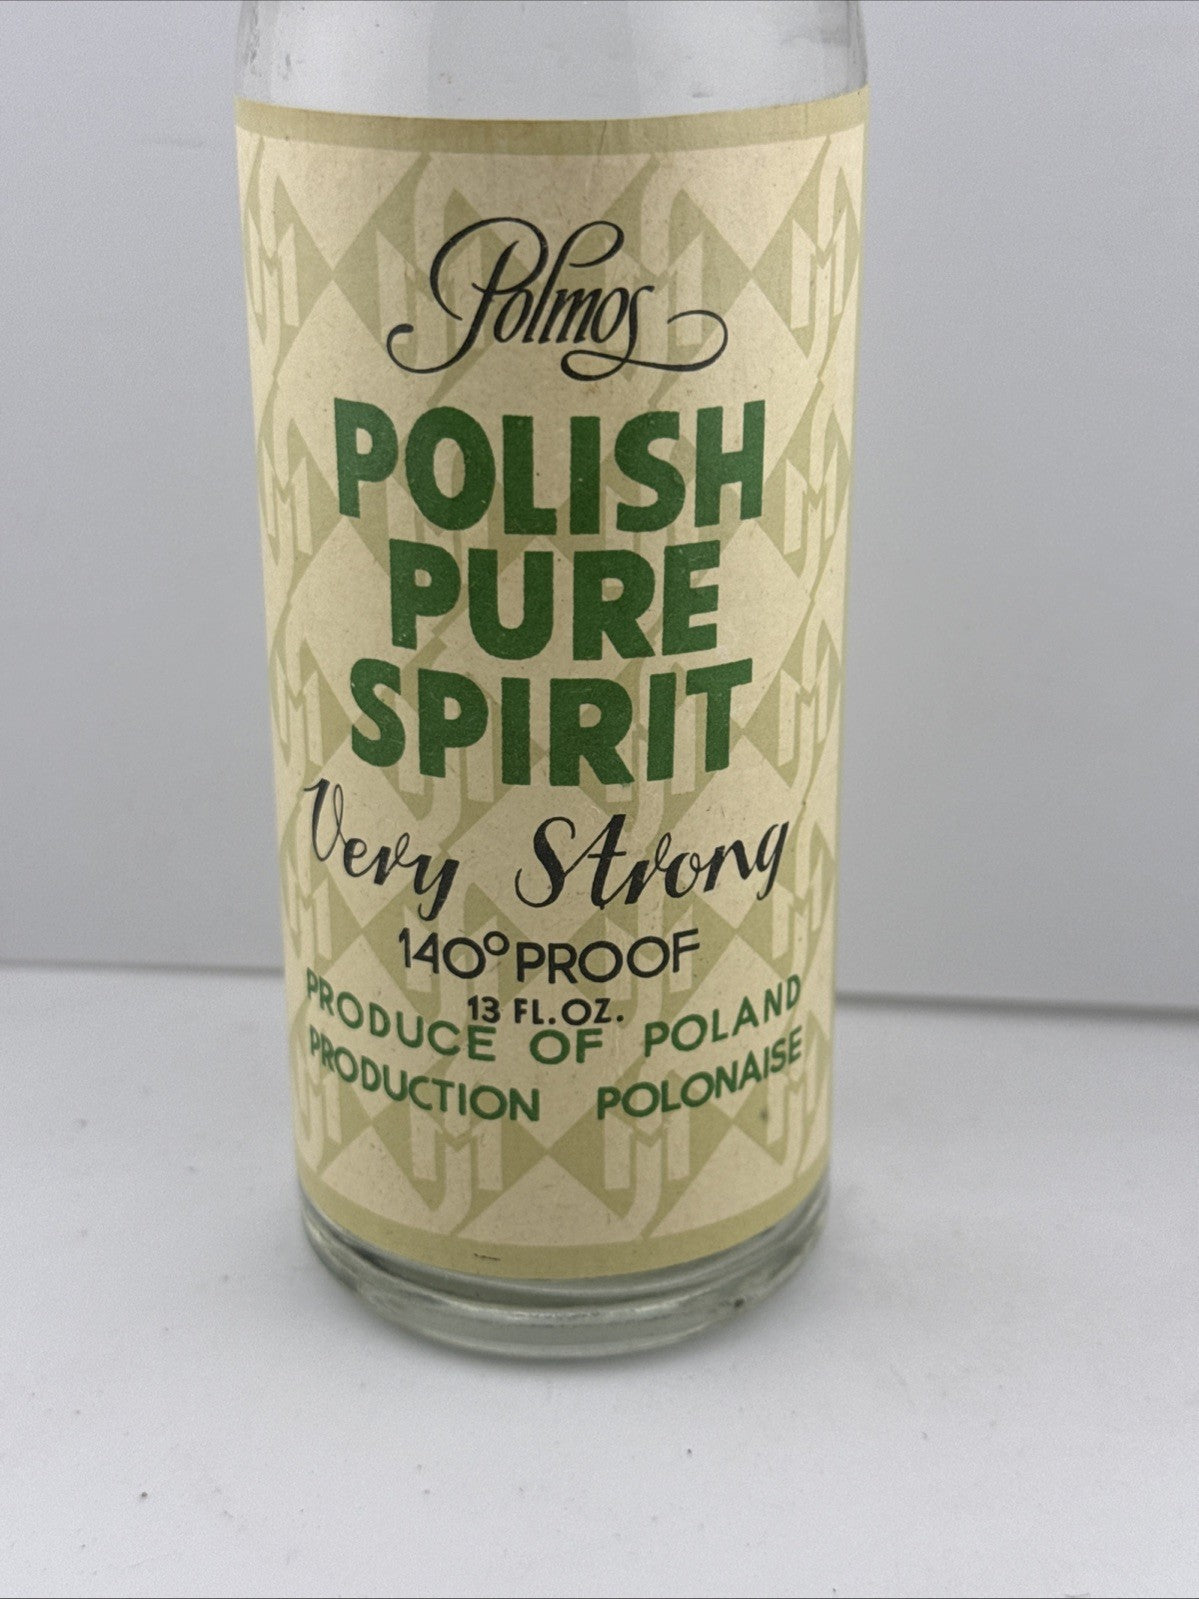 Polmos
POLISH
PURE
SPIRIT
Very Strong
140° PROOF
13 FL.OZ.
PRODUCE OF POLAND
PRODUCTION POLONAISE